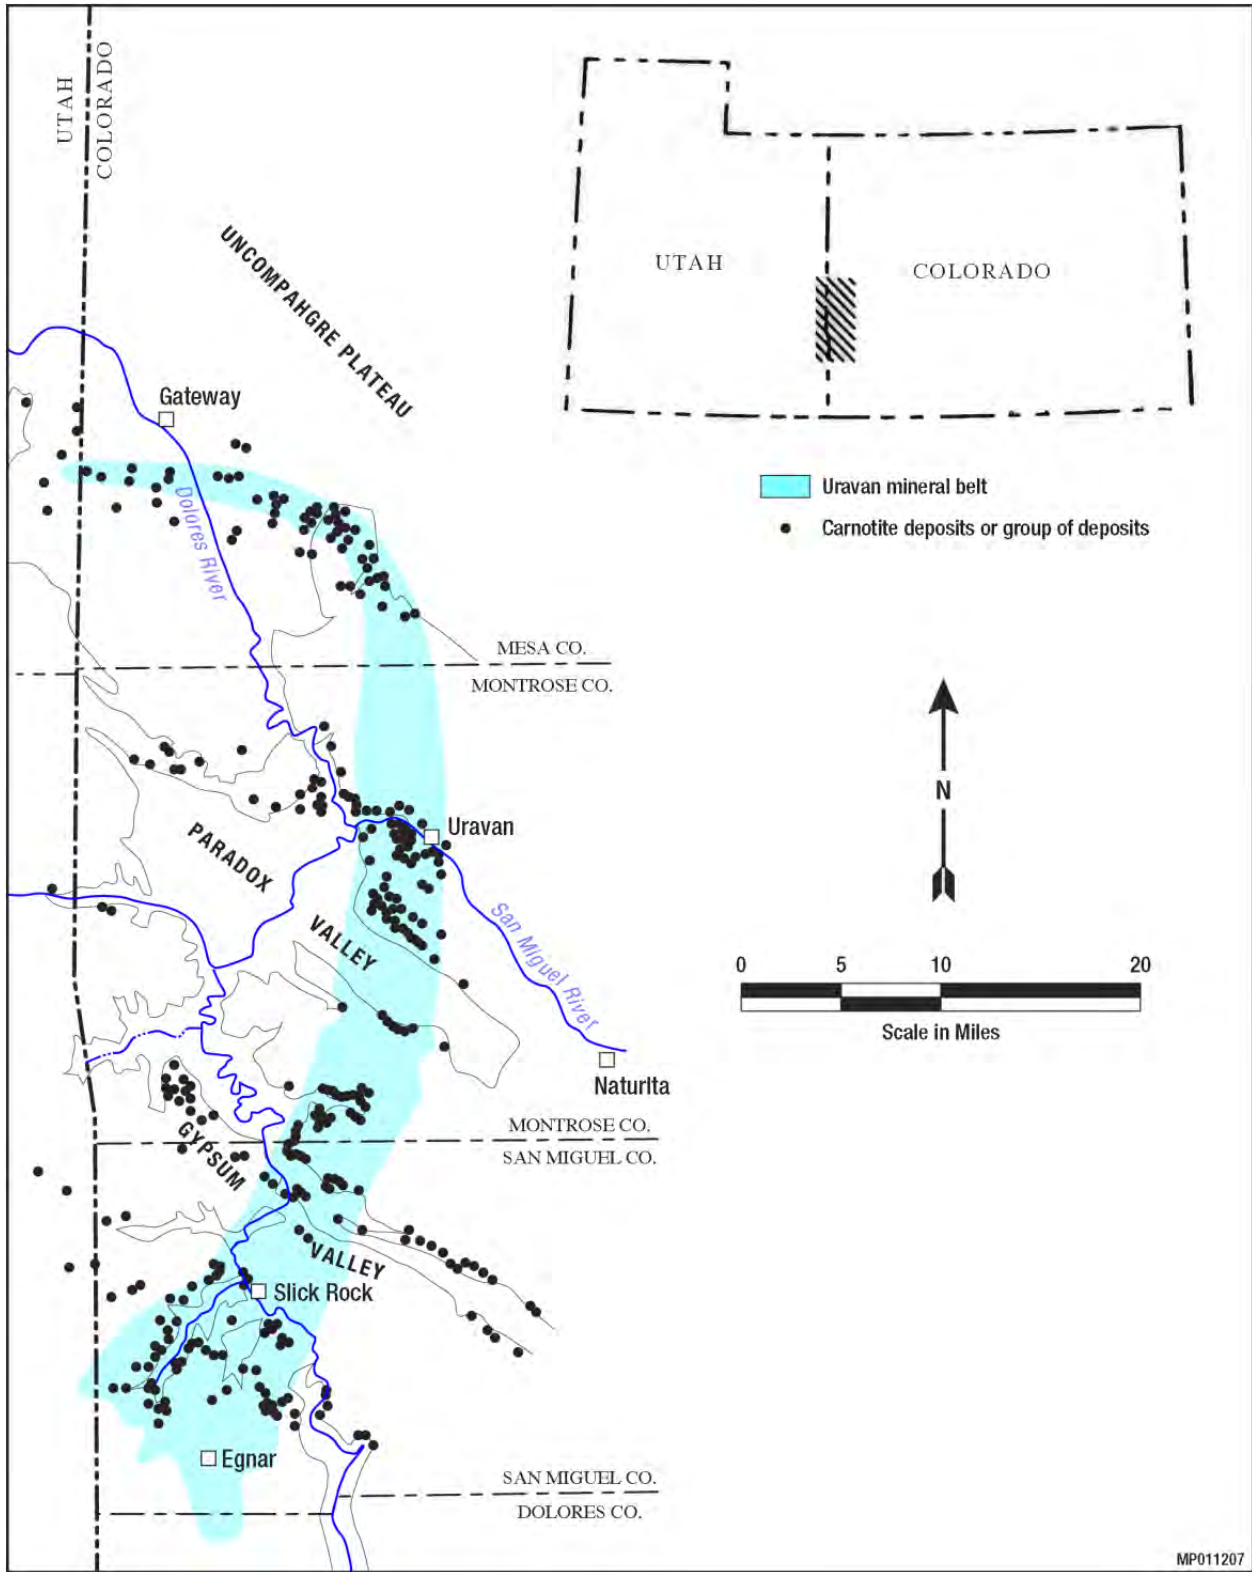 UTAH
COLORADO
UNCOMPAHGRE PLATEAU
UTAH
COLORADO
Gateway
Uravan mineral belt
Carnotite deposits or group of deposits
Dolores River
MESA CO.
MONTROSE CO.
N
Uravan
PARADOX
VALLEY
San Miguel River
0 5 10 20
Scale in Miles
Naturita
MONTROSE CO.
SAN MIGUEL CO.
GYPSUM
VALLEY
Slick Rock
Egnar
SAN MIGUEL CO.
DOLORES CO.
MP011207